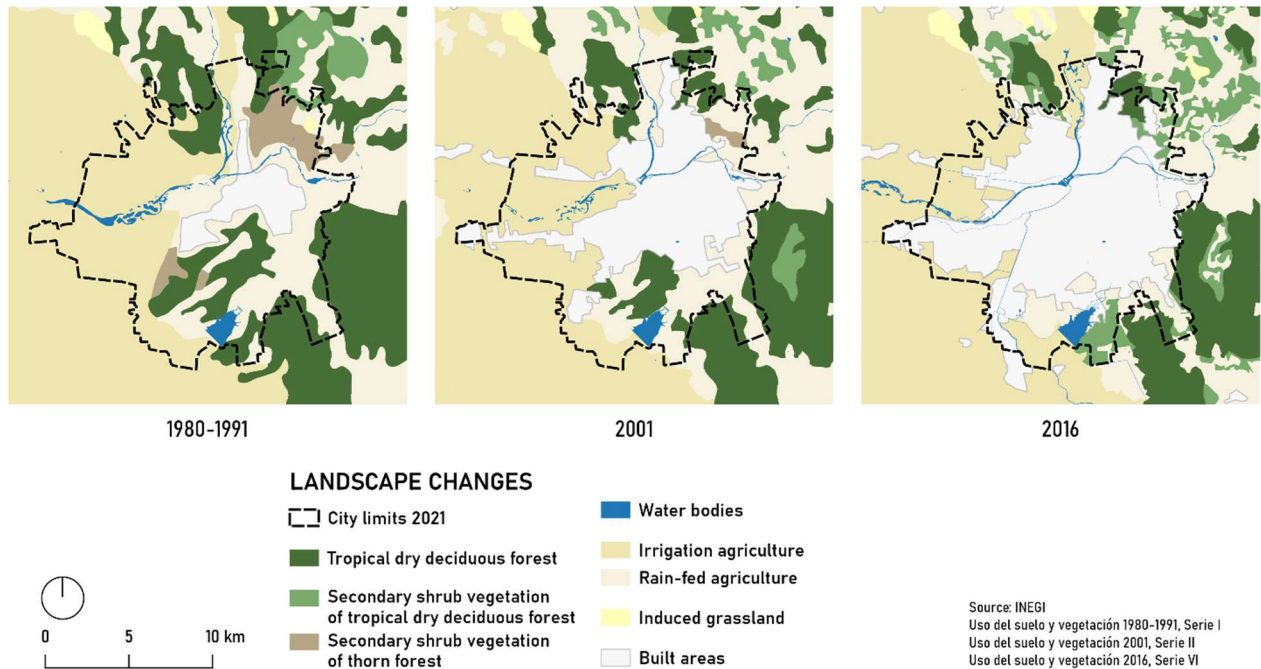 1980-1991
2001
2016
LANDSCAPE CHANGES
City limits 2021
Tropical dry deciduous forest
Secondary shrub vegetation
of tropical dry deciduous forest
Secondary shrub vegetation
of thorn forest
Water bodies
Irrigation agriculture
Rain-fed agriculture
Induced grassland
Built areas
0 5 10 km
Source: INEGI
Uso del suelo y vegetación 1980-1991, Serie I
Uso del suelo y vegetación 2001, Serie II
Uso del suelo y vegetación 2016, Serie VI